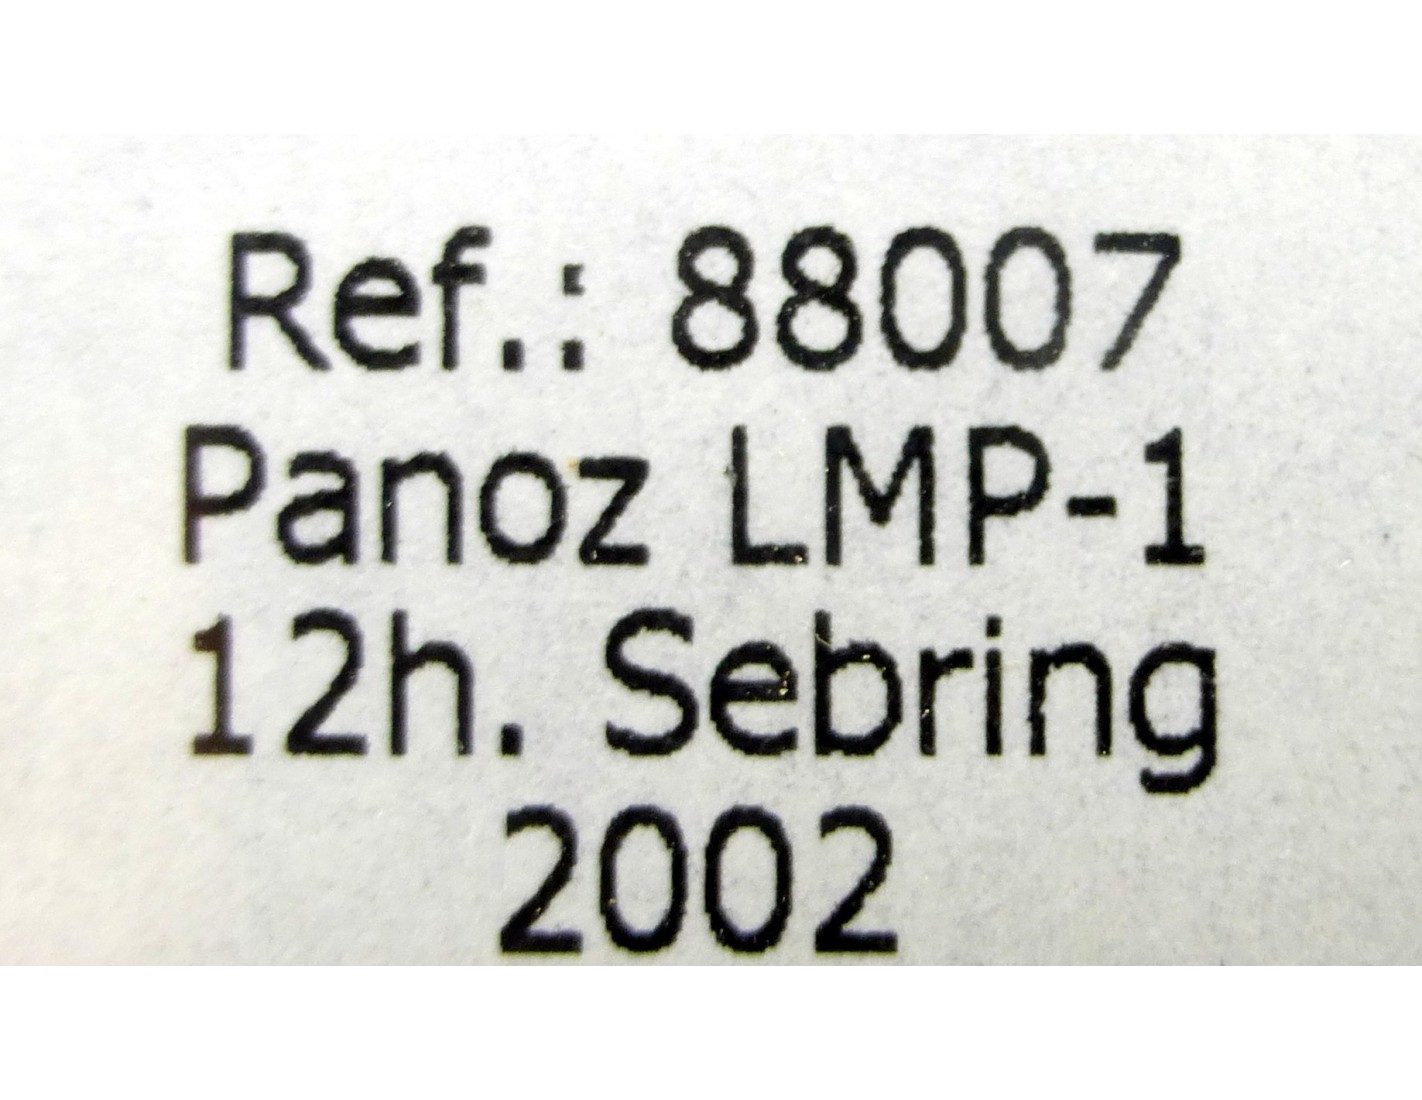 Ref.: 88007
Panoz LMP-1
12h. Sebring
2002